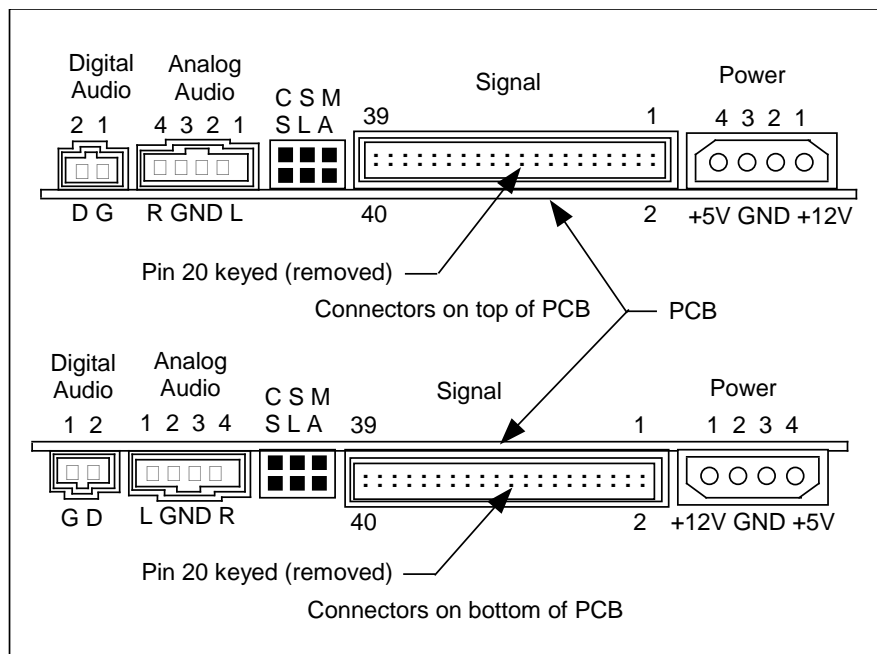 Digital Audio
Analog Audio
Signal
Power
2 1
4 3 2 1
C S M
S L A
39 1
4 3 2 1
D G
R GND L
40 2
+5V GND +12V
Pin 20 keyed (removed)
Connectors on top of PCB
PCB
Digital Audio
Analog Audio
Signal
Power
1 2
1 2 3 4
C S M
S L A
39 1
1 2 3 4
G D
L GND R
40 2
+12V GND +5V
Pin 20 keyed (removed)
Connectors on bottom of PCB